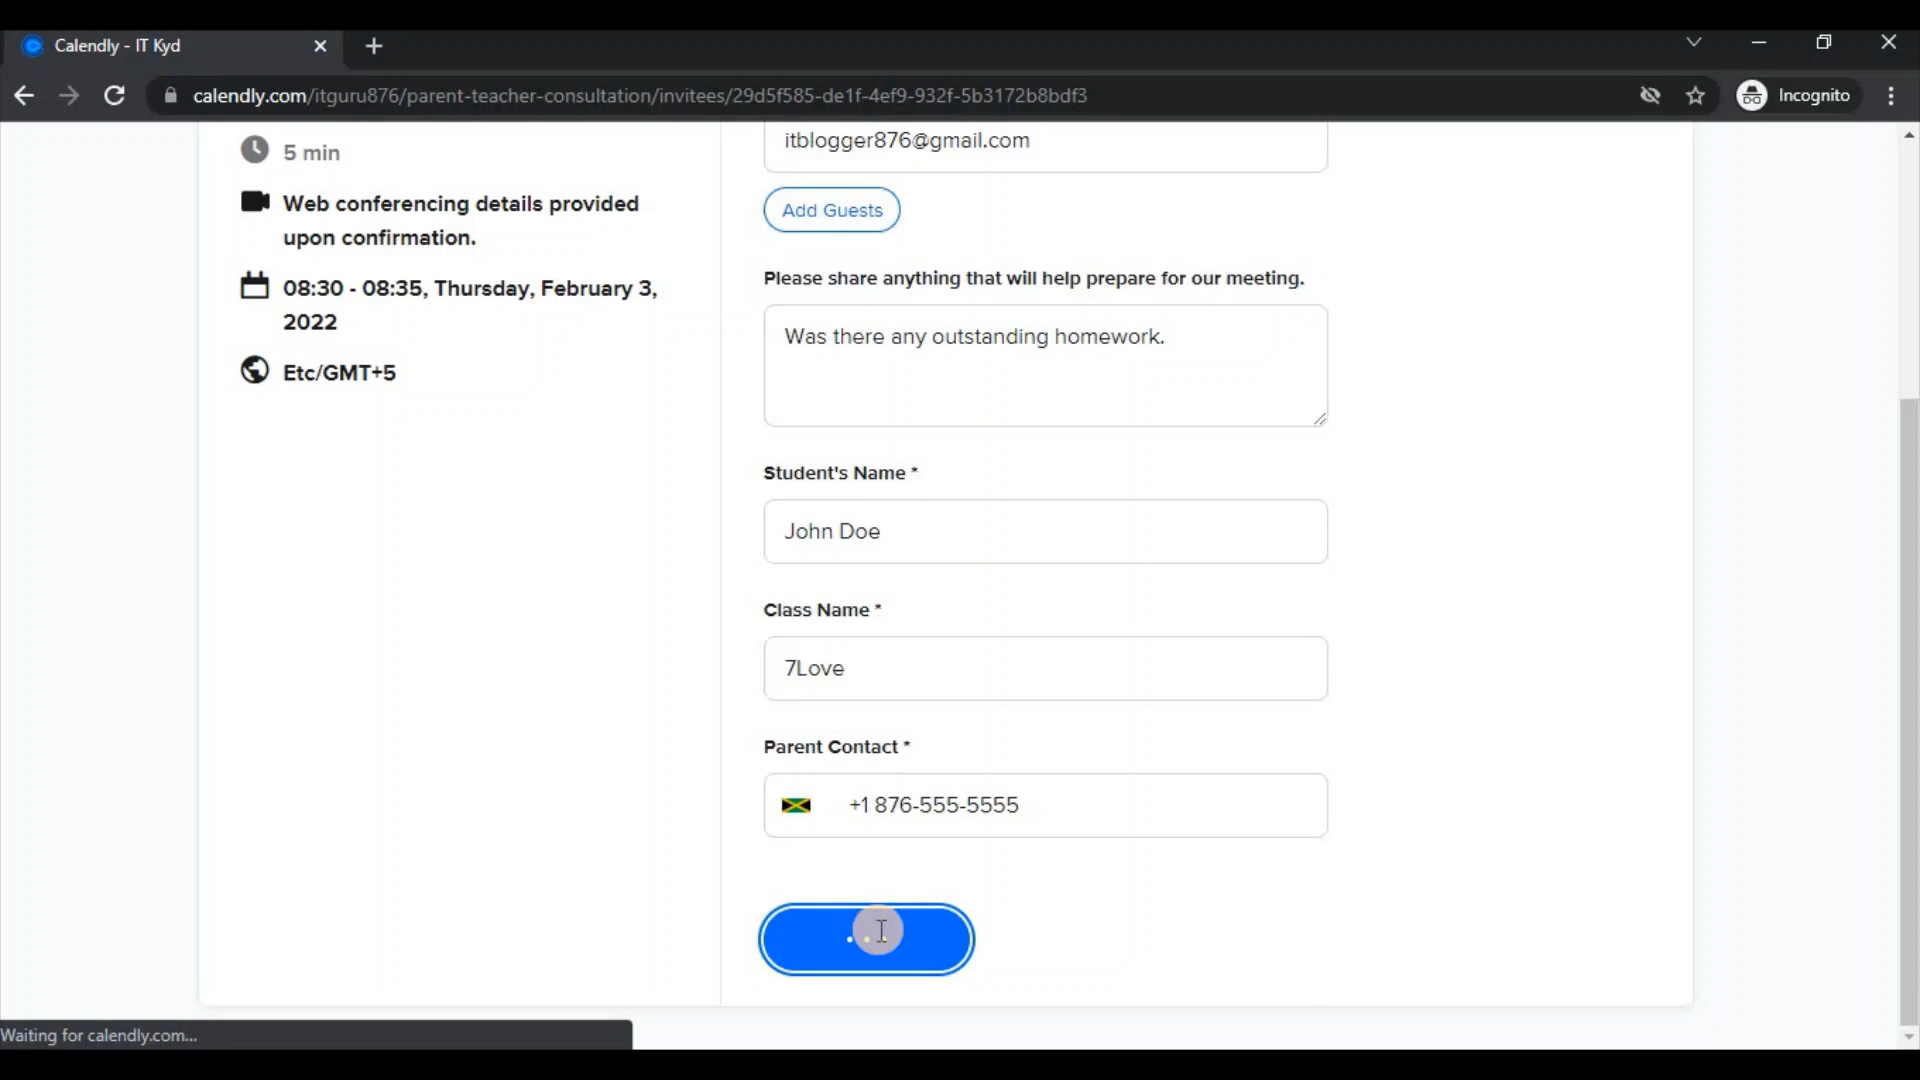 Calendly - IT Kyd
calendly.com/itguru876/parent-teacher-consultation/invitees/29d5f585-de1f-4ef9-932f-5b3172b8bdf3
Incognito
5 min
Web conferencing details provided
upon confirmation.
08:30 - 08:35, Thursday, February 3,
2022
Etc/GMT+5
itblogger876@gmail.com
Add Guests
Please share anything that will help prepare for our meeting.
Was there any outstanding homework.
Student's Name *
John Doe
Class Name *
7Love
Parent Contact *
+1 876-555-5555
Waiting for calendly.com...